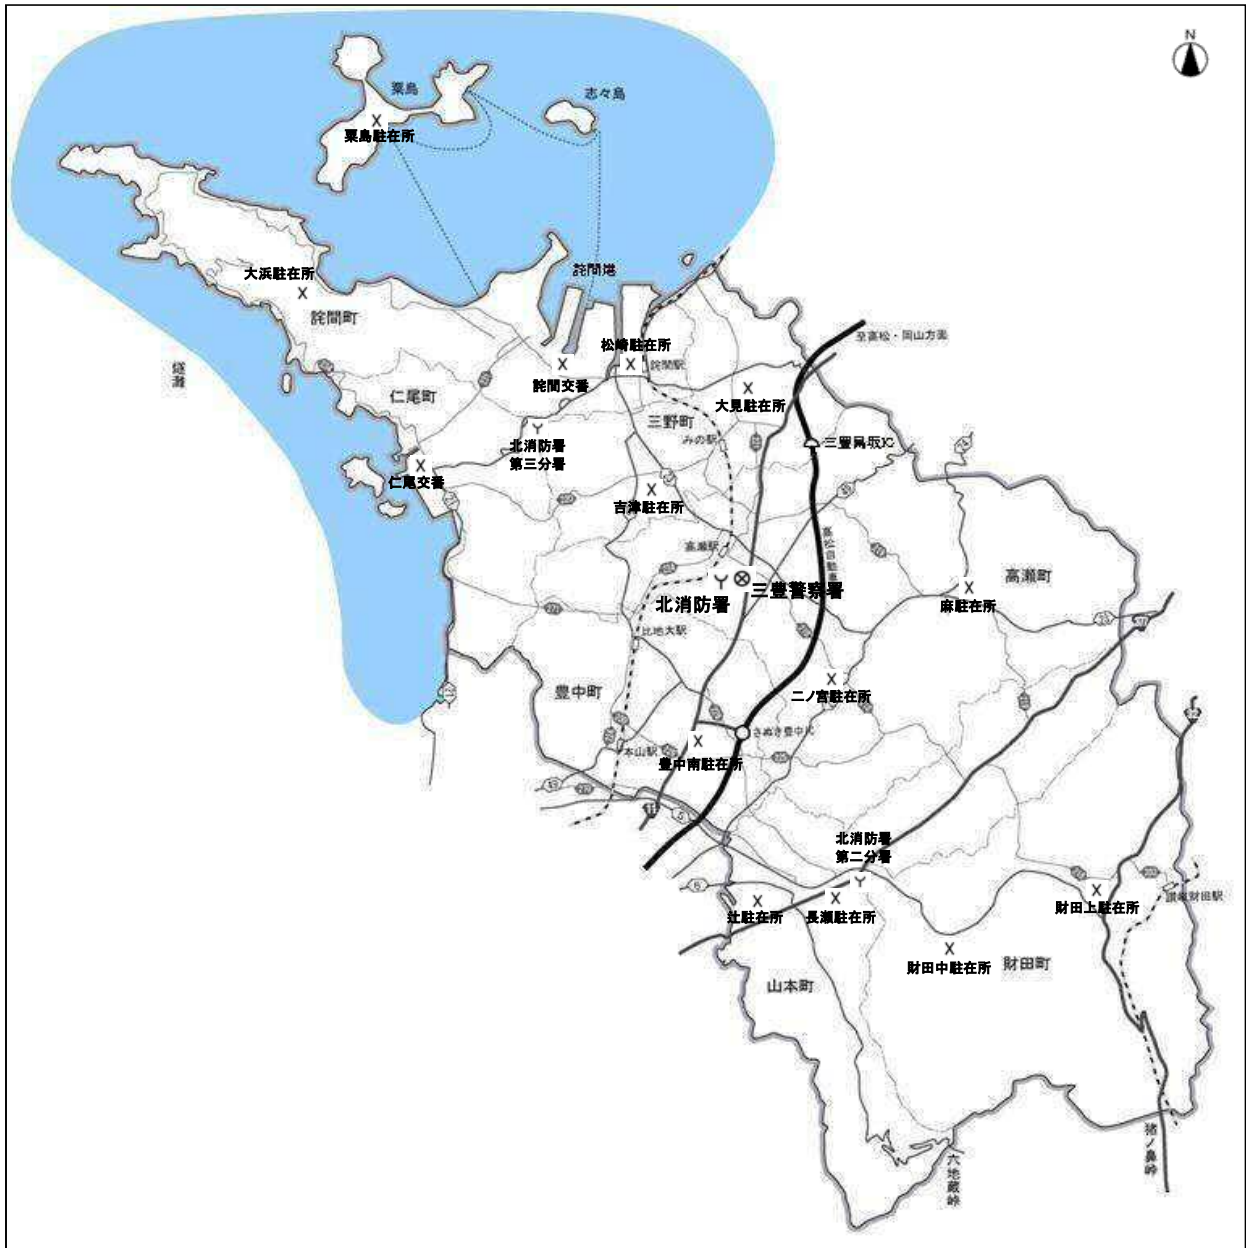 N
粟島
志々島
粟島駐在所
大浜駐在所
詫間港
詫間町
至高松・岡山方面
松崎駐在所
詫間駅
燧灘
詫間交番
仁尾町
大見駐在所
三野町
みの駅
三豊鳥坂IC
北消防署
第三分署
仁尾交番
吉津駐在所
高瀬駅
高松自動車
高瀬町
三豊警察署
北消防署
麻駐在所
比地大駅
二ノ宮駐在所
豊中町
さぬき豊中IC
本山駅
豊中南駐在所
11
5
北消防署
第二分署
6
讃岐財田駅
財田上駐在所
辻駐在所
長瀬駐在所
財田中駐在所
財田町
山本町
猪ノ鼻峠
六地蔵峠